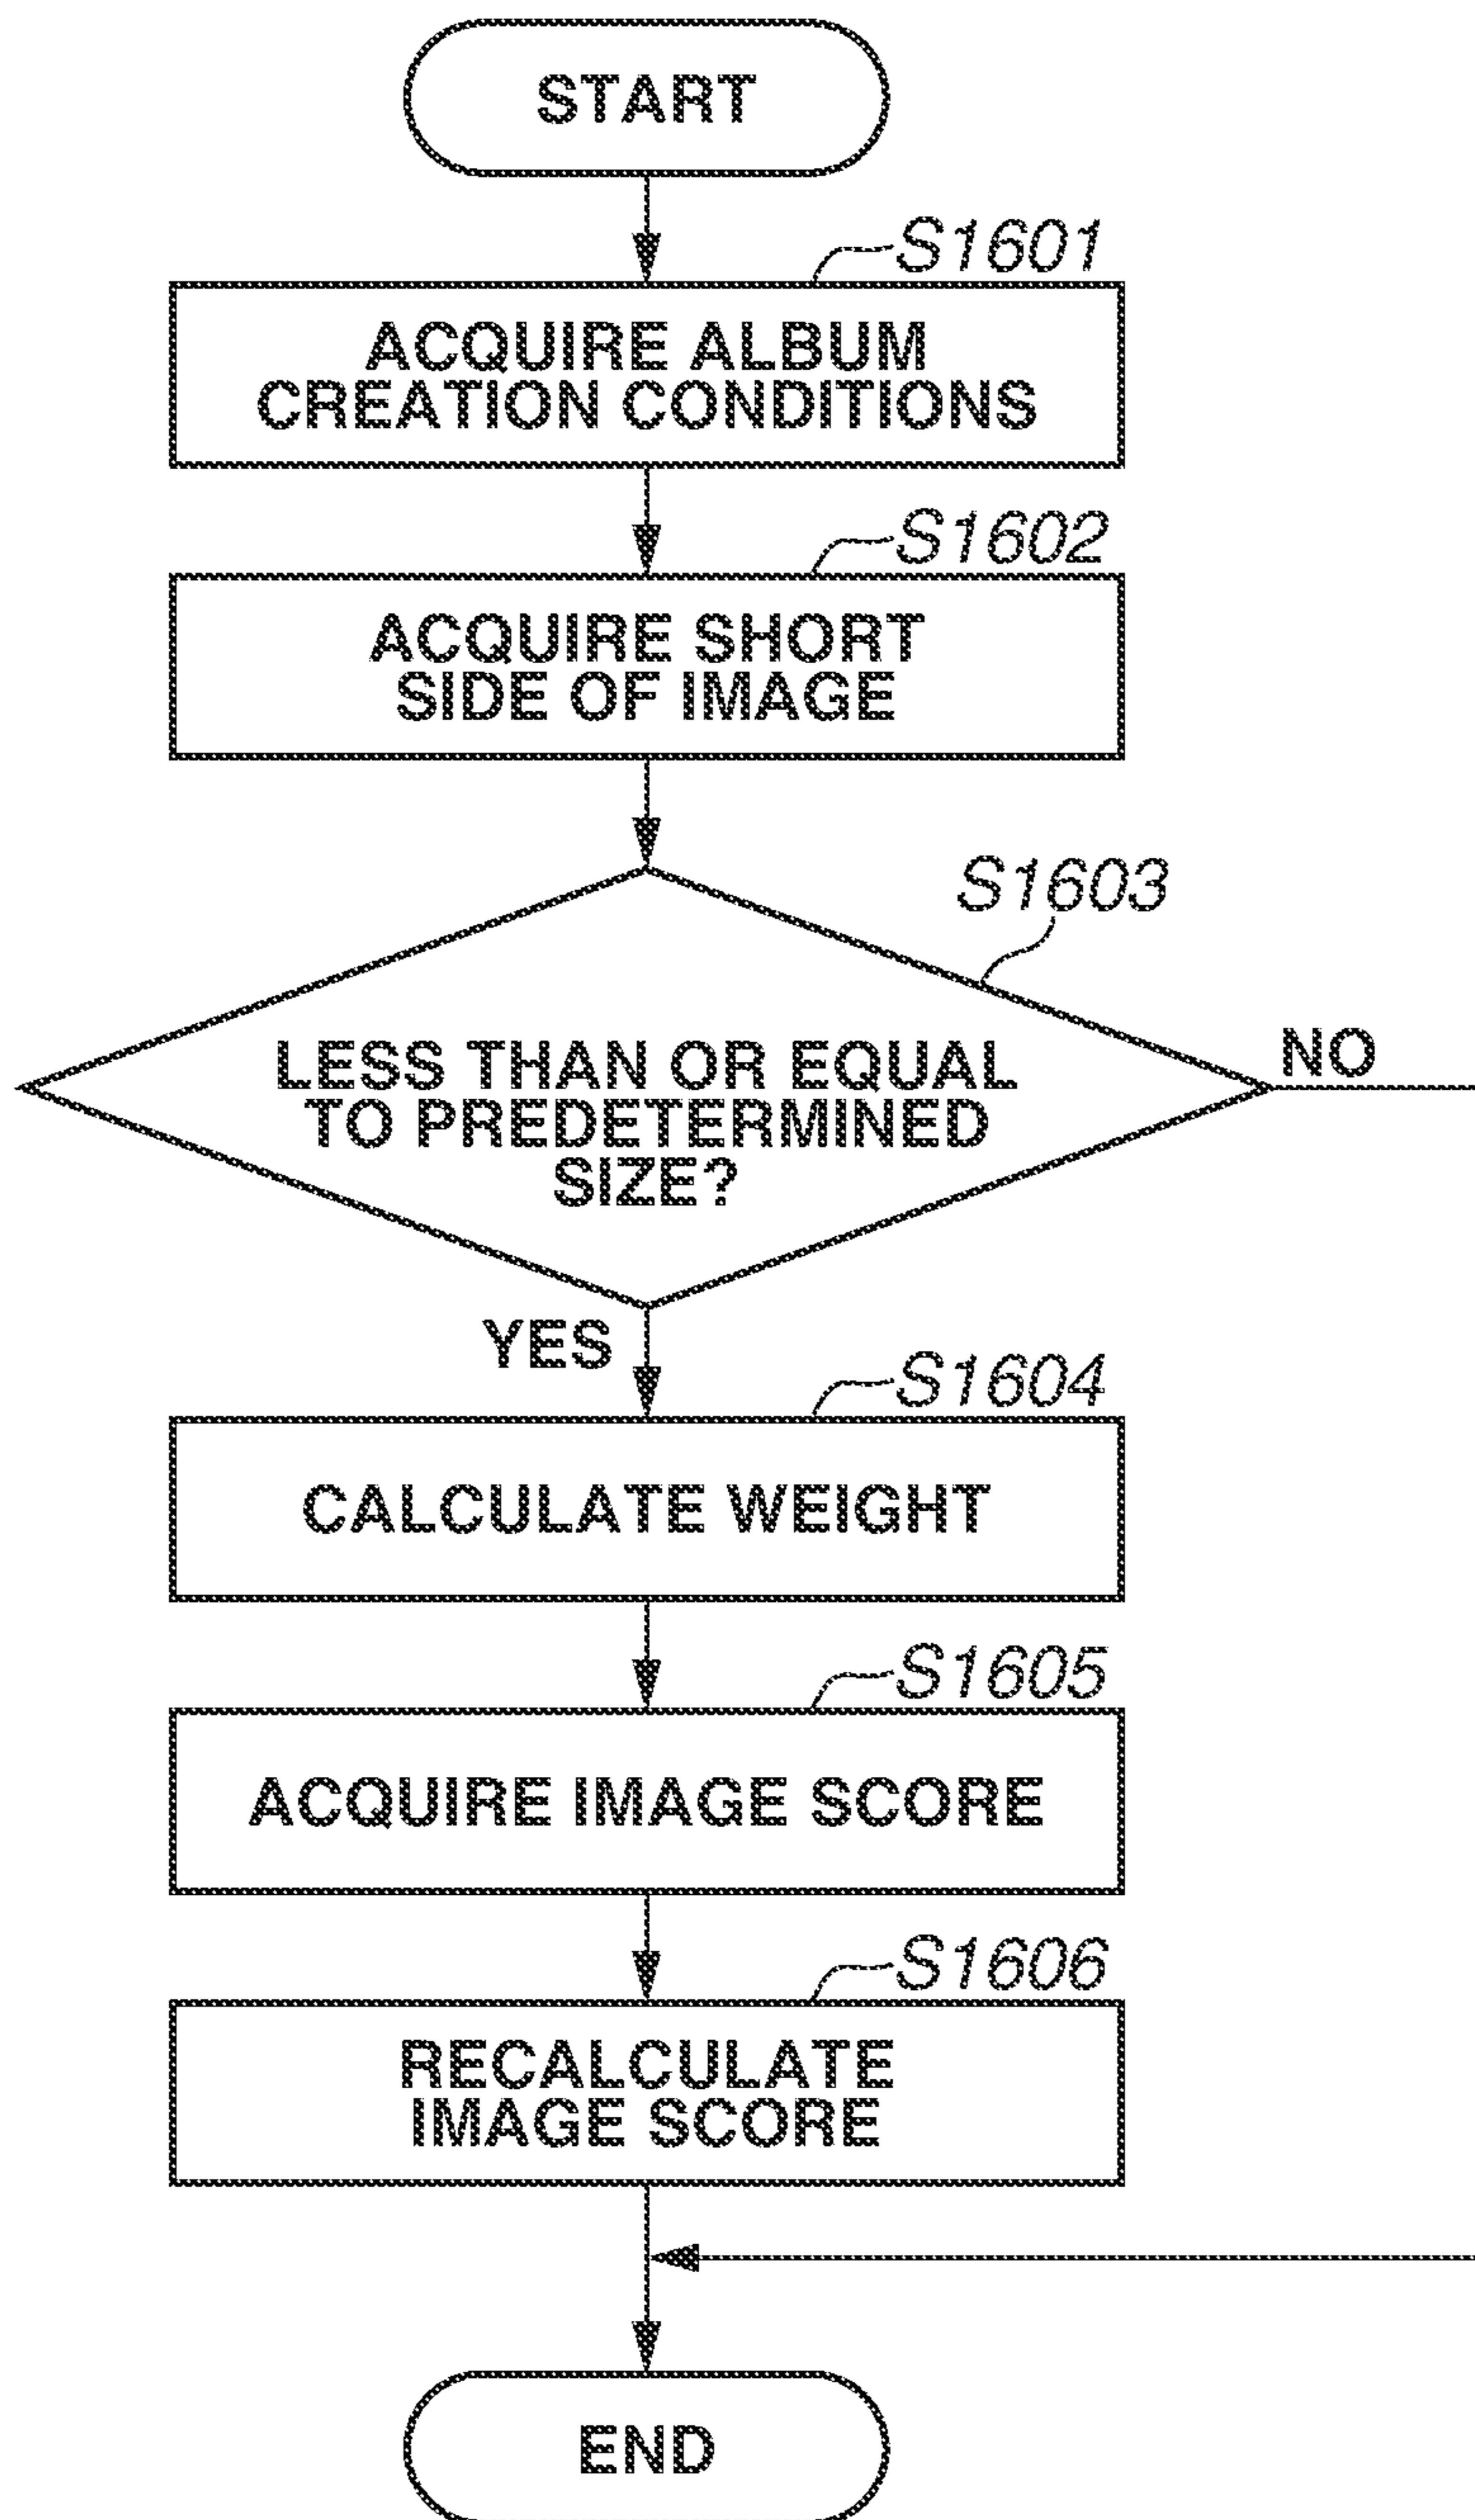 START
S1601
ACQUIRE ALBUM
CREATION CONDITIONS
S1602
ACQUIRE SHORT
SIDE OF IMAGE
S1603
LESS THAN OR EQUAL
TO PREDETERMINED
SIZE?
NO
YES
S1604
CALCULATE WEIGHT
S1605
ACQUIRE IMAGE SCORE
S1606
RECALCULATE
IMAGE SCORE
END